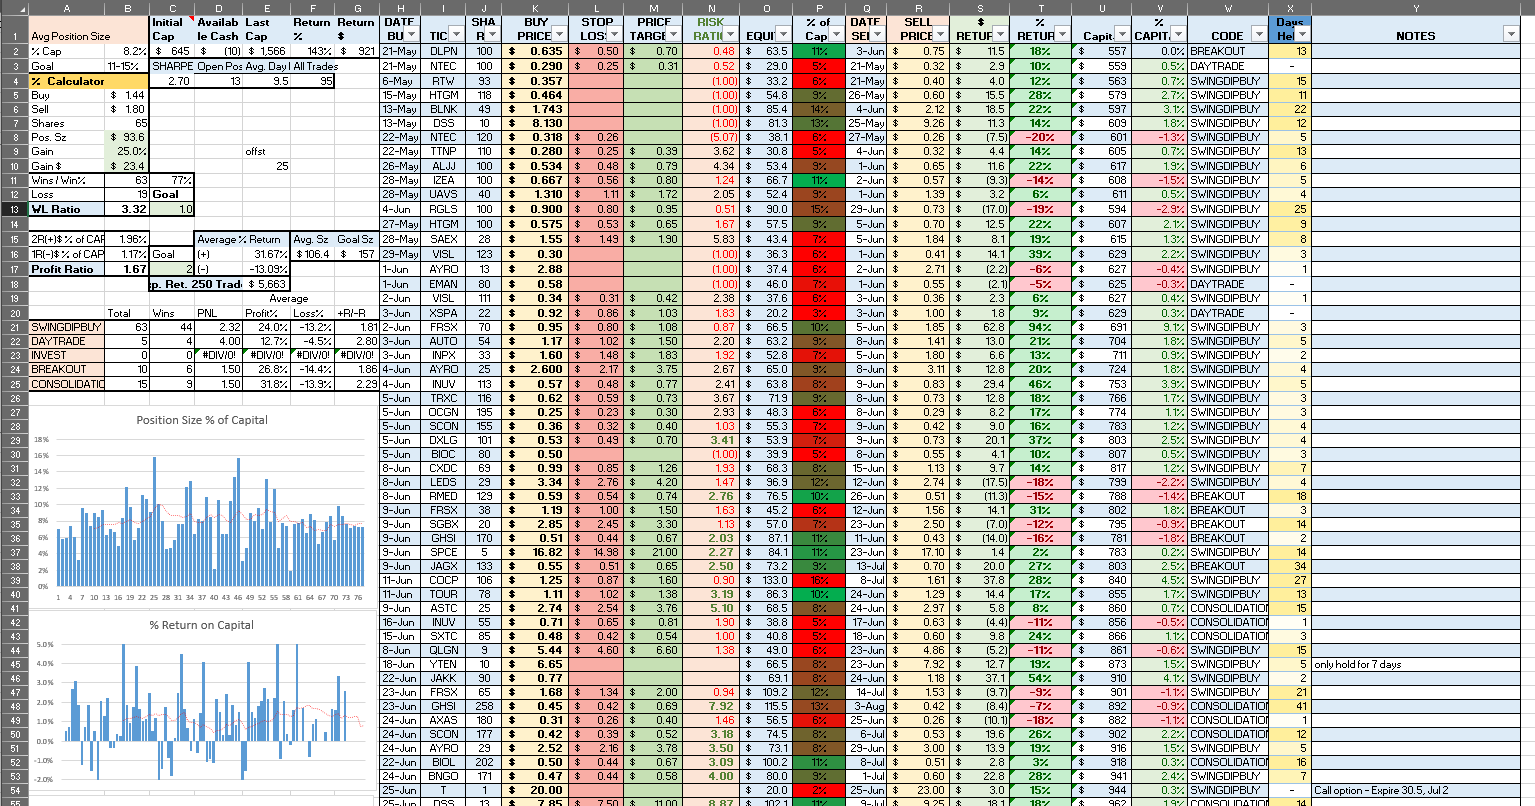 A B C D E F G H I J K L M N O P Q R S T U V W X Y
1 Avg Position Size Initial Cap Availab le Cash Last Cap Return % Return $ DATE BU TIC SHA R PRICE BUY STOP LOS PRICE TARG RISK RATI EQUI % of Cap DATE SEI SELL PRICE $ RETUR % RETUR Capit % CAPIT CODE Days He NOTES
2 % Cap 8.2% $ 645 $ (10) $ 1,566 143% $ 921 21-May DLPN 100 $ 0.635 $ 0.50 $ 0.70 0.48 $ 63.5 11% 3-Jun $ 0.75 $ 11.5 18% $ 557 0.0% BREAKOUT 13
3 Goal 11-15% SHARPE Open Pos Avg. Day All Trades 21-May NTEC 100 $ 0.290 $ 0.25 $ 0.31 0.52 $ 29.0 5% 21-May $ 0.32 $ 2.9 10% $ 559 0.5% DAYTRADE -
4 % Calculator 2.70 13 9.5 95 6-May RTW 93 $ 0.357 (1.00) $ 33.2 6% 21-May $ 0.40 $ 4.0 12% $ 563 0.7% SWINGDIPBUY 15
5 Buy $ 1.44 15-May HTGM 118 $ 0.464 (1.00) $ 54.8 9% 26-May $ 0.60 $ 15.5 28% $ 579 2.7% SWINGDIPBUY 11
6 Sell $ 1.80 13-May BLNK 49 $ 1.743 (1.00) $ 85.4 14% 4-Jun $ 2.12 $ 18.5 22% $ 597 3.1% SWINGDIPBUY 22
7 Shares 65 13-May DSS 10 $ 8.130 (1.00) $ 81.3 13% 25-May $ 9.26 $ 11.3 14% $ 609 1.8% SWINGDIPBUY 12
8 Pos. Sz $ 93.6 22-May NTEC 120 $ 0.318 $ 0.26 (5.07) $ 38.1 6% 27-May $ 0.26 $ (7.5) -20% $ 601 -1.3% SWINGDIPBUY 5
9 Gain 25.0% offst 22-May TTNP 110 $ 0.280 $ 0.25 $ 0.39 3.62 $ 30.8 5% 4-Jun $ 0.32 $ 4.4 14% $ 605 0.7% SWINGDIPBUY 13
10 Gain $ $ 23.4 25 26-May ALJJ 100 $ 0.534 $ 0.48 $ 0.79 4.34 $ 53.4 9% 1-Jun $ 0.65 $ 11.6 22% $ 617 1.9% SWINGDIPBUY 6
11 Wins / Win% 63 77% 28-May IZEA 100 $ 0.667 $ 0.56 $ 0.80 1.24 $ 66.7 11% 2-Jun $ 0.57 $ (9.3) -14% $ 608 -1.5% SWINGDIPBUY 5
12 Loss 19 Goal 28-May UAVS 40 $ 1.310 $ 1.11 $ 1.72 2.05 $ 52.4 9% 1-Jun $ 1.39 $ 3.2 6% $ 611 0.5% SWINGDIPBUY 4
13 WL Ratio 3.32 1.0 4-Jun RGLS 100 $ 0.900 $ 0.80 $ 0.95 0.51 $ 90.0 15% 29-Jun $ 0.73 $ (17.0) -19% $ 594 -2.9% SWINGDIPBUY 25
14 27-May HTGM 100 $ 0.575 $ 0.53 $ 0.65 1.67 $ 57.5 9% 5-Jun $ 0.70 $ 12.5 22% $ 607 2.1% SWINGDIPBUY 9
15 2R(+)$ % of CAP 1.96% Average % Return Avg. Sz Goal Sz 28-May SAEX 28 $ 1.55 $ 1.49 $ 1.90 5.83 $ 43.4 7% 5-Jun $ 1.84 $ 8.1 19% $ 615 1.3% SWINGDIPBUY 8
16 1R(-)$ % of CAP 1.17% Goal (+) 31.67% $ 106.4 $ 157 29-May VISL 123 $ 0.30 (1.00) $ 36.3 6% 1-Jun $ 0.41 $ 14.1 39% $ 629 2.2% SWINGDIPBUY 3
17 Profit Ratio 1.67 2 (-) -13.09% 1-Jun AYRO 13 $ 2.88 (1.00) $ 37.4 6% 2-Jun $ 2.71 $ (2.2) -6% $ 627 -0.4% SWINGDIPBUY 1
18 p. Ret. 250 Trad $ 5,663 1-Jun EMAN 80 $ 0.58 (1.00) $ 46.0 7% 1-Jun $ 0.55 $ (2.1) -5% $ 625 -0.3% DAYTRADE -
19 Average 2-Jun VISL 111 $ 0.34 $ 0.31 $ 0.42 2.38 $ 37.6 6% 3-Jun $ 0.36 $ 2.3 6% $ 627 0.4% SWINGDIPBUY 1
20 Total Wins PNL Profit% Loss% +R/-R 3-Jun XSPA 22 $ 0.92 $ 0.86 $ 1.03 1.83 $ 20.2 3% 3-Jun $ 1.00 $ 1.8 9% $ 629 0.3% DAYTRADE -
21 SWINGDIPBUY 63 44 2.32 24.0% -13.2% 1.81 2-Jun FRSX 70 $ 0.95 $ 0.80 $ 1.08 0.87 $ 66.5 10% 5-Jun $ 1.85 $ 62.8 94% $ 691 9.1% SWINGDIPBUY 3
22 DAYTRADE 5 4 4.00 12.7% -4.5% 2.80 3-Jun AUTO 54 $ 1.17 $ 1.02 $ 1.50 2.20 $ 63.2 9% 8-Jun $ 1.41 $ 13.0 21% $ 704 1.8% SWINGDIPBUY 5
23 INVEST 0 0 #DIV/0! #DIV/0! #DIV/0! #DIV/0! 3-Jun INPX 33 $ 1.60 $ 1.48 $ 1.83 1.92 $ 52.8 7% 5-Jun $ 1.80 $ 6.6 13% $ 711 0.9% SWINGDIPBUY 2
24 BREAKOUT 10 6 1.50 26.8% -14.4% 1.86 4-Jun AYRO 25 $ 2.600 $ 2.17 $ 3.75 2.67 $ 65.0 9% 8-Jun $ 3.11 $ 12.8 20% $ 724 1.8% SWINGDIPBUY 4
25 CONSOLIDATIO 15 9 1.50 31.8% -13.9% 2.29 4-Jun INUV 113 $ 0.57 $ 0.48 $ 0.77 2.41 $ 63.8 8% 9-Jun $ 0.83 $ 29.4 46% $ 753 3.9% SWINGDIPBUY 5
26 5-Jun TRXC 116 $ 0.62 $ 0.59 $ 0.73 3.67 $ 71.9 9% 8-Jun $ 0.73 $ 12.8 18% $ 766 1.7% SWINGDIPBUY 3
27 5-Jun OCGN 195 $ 0.25 $ 0.23 $ 0.30 2.93 $ 48.3 6% 8-Jun $ 0.29 $ 8.2 17% $ 774 1.1% SWINGDIPBUY 3
28 5-Jun SCON 155 $ 0.36 $ 0.32 $ 0.40 1.03 $ 55.3 7% 9-Jun $ 0.42 $ 9.0 16% $ 783 1.2% SWINGDIPBUY 4
29 5-Jun DXLG 101 $ 0.53 $ 0.49 $ 0.70 3.41 $ 53.9 7% 9-Jun $ 0.73 $ 20.1 37% $ 803 2.5% SWINGDIPBUY 4
30 5-Jun BIOC 80 $ 0.50 (1.00) $ 39.9 5% 8-Jun $ 0.55 $ 4.1 10% $ 807 0.5% SWINGDIPBUY 3
31 8-Jun CXDC 69 $ 0.99 $ 0.85 $ 1.26 1.93 $ 68.3 8% 15-Jun $ 1.13 $ 9.7 14% $ 817 1.2% SWINGDIPBUY 7
32 8-Jun LEDS 29 $ 3.34 $ 2.76 $ 4.20 1.47 $ 96.9 12% 12-Jun $ 2.74 $ (17.5) -18% $ 799 -2.2% SWINGDIPBUY 4
33 8-Jun RMED 129 $ 0.59 $ 0.54 $ 0.74 2.76 $ 76.5 10% 26-Jun $ 0.51 $ (11.3) -15% $ 788 -1.4% BREAKOUT 18
34 9-Jun FRSX 38 $ 1.19 $ 1.00 $ 1.50 1.63 $ 45.2 6% 12-Jun $ 1.56 $ 14.1 31% $ 802 1.8% BREAKOUT 3
35 9-Jun SGBX 20 $ 2.85 $ 2.45 $ 3.30 1.13 $ 57.0 7% 23-Jun $ 2.50 $ (7.0) -12% $ 795 -0.9% BREAKOUT 14
36 9-Jun GHSI 170 $ 0.51 $ 0.44 $ 0.67 2.03 $ 87.1 11% 11-Jun $ 0.43 $ (14.0) -16% $ 781 -1.8% BREAKOUT 2
37 9-Jun SPCE 5 $ 16.82 $ 14.98 $ 21.00 2.27 $ 84.1 11% 23-Jun $ 17.10 $ 1.4 2% $ 783 0.2% SWINGDIPBUY 14
38 9-Jun JAGX 133 $ 0.55 $ 0.51 $ 0.65 2.50 $ 73.2 9% 13-Jul $ 0.70 $ 20.0 27% $ 803 2.5% BREAKOUT 34
39 11-Jun COCP 106 $ 1.25 $ 0.87 $ 1.60 0.90 $ 133.0 16% 8-Jul $ 1.61 $ 37.8 28% $ 840 4.5% SWINGDIPBUY 27
40 11-Jun TOUR 78 $ 1.11 $ 1.02 $ 1.38 3.19 $ 86.3 10% 24-Jun $ 1.29 $ 14.4 17% $ 855 1.7% SWINGDIPBUY 13
41 9-Jun ASTC 25 $ 2.74 $ 2.54 $ 3.76 5.10 $ 68.5 8% 24-Jun $ 2.97 $ 5.8 8% $ 860 0.7% CONSOLIDATION 15
42 16-Jun INUV 55 $ 0.71 $ 0.65 $ 0.81 1.90 $ 38.8 5% 17-Jun $ 0.63 $ (4.4) -11% $ 856 -0.5% CONSOLIDATION 1
43 15-Jun SXTC 85 $ 0.48 $ 0.42 $ 0.54 1.00 $ 40.8 5% 18-Jun $ 0.60 $ 9.8 24% $ 866 1.1% CONSOLIDATION 3
44 8-Jun QLGN 9 $ 5.44 $ 4.60 $ 6.60 1.38 $ 49.0 6% 23-Jun $ 4.86 $ (5.2) -11% $ 861 -0.6% SWINGDIPBUY 15
45 18-Jun YTEN 10 $ 6.65 $ 66.5 8% 23-Jun $ 7.92 $ 12.7 19% $ 873 1.5% SWINGDIPBUY 5 only hold for 7 days
46 22-Jun JAKK 90 $ 0.77 $ 69.1 8% 24-Jun $ 1.18 $ 37.1 54% $ 910 4.1% SWINGDIPBUY 2
47 23-Jun FRSX 65 $ 1.68 $ 1.34 $ 2.00 0.94 $ 109.2 12% 14-Jul $ 1.53 $ (9.7) -9% $ 901 -1.1% SWINGDIPBUY 21
48 23-Jun GHSI 258 $ 0.45 $ 0.42 $ 0.69 7.92 $ 115.5 13% 3-Aug $ 0.42 $ (8.4) -7% $ 892 -0.9% CONSOLIDATION 41
49 24-Jun AXAS 180 $ 0.31 $ 0.26 $ 0.40 1.46 $ 56.5 6% 25-Jun $ 0.26 $ (10.1) -18% $ 882 -1.1% CONSOLIDATION 1
50 24-Jun SCON 177 $ 0.42 $ 0.39 $ 0.52 3.18 $ 74.5 8% 6-Jul $ 0.53 $ 19.6 26% $ 902 2.2% CONSOLIDATION 12
51 24-Jun AYRO 29 $ 2.52 $ 2.16 $ 3.78 3.50 $ 73.1 8% 29-Jun $ 3.00 $ 13.9 19% $ 916 1.5% SWINGDIPBUY 5
52 22-Jun BIOL 202 $ 0.50 $ 0.44 $ 0.67 3.09 $ 100.2 11% 8-Jul $ 0.51 $ 2.8 3% $ 918 0.3% CONSOLIDATION 16
53 24-Jun BNGO 171 $ 0.47 $ 0.44 $ 0.58 4.00 $ 80.0 9% 1-Jul $ 0.60 $ 22.8 28% $ 941 2.4% SWINGDIPBUY 7
54 25-Jun T 1 $ 20.00 $ 20.0 2% 25-Jun $ 23.00 $ 3.0 15% $ 944 0.3% SWINGDIPBUY - Call option - Expire 30.5, Jul 2
55 25-Jun DSS 13 $ 7.85 $ 7.50 $ 11.00 8.87 $ 102.1 11% 9-Jul $ 9.25 $ 18.1 18% $ 962 1.9% CONSOLIDATION 14
Position Size % of Capital
18%
16%
14%
12%
10%
8%
6%
4%
2%
0%
1 4 7 10 13 16 19 22 25 28 31 34 37 40 43 46 49 52 55 58 61 64 67 70 73 76
% Return on Capital
5.0%
4.0%
3.0%
2.0%
1.0%
0.0%
-1.0%
-2.0%